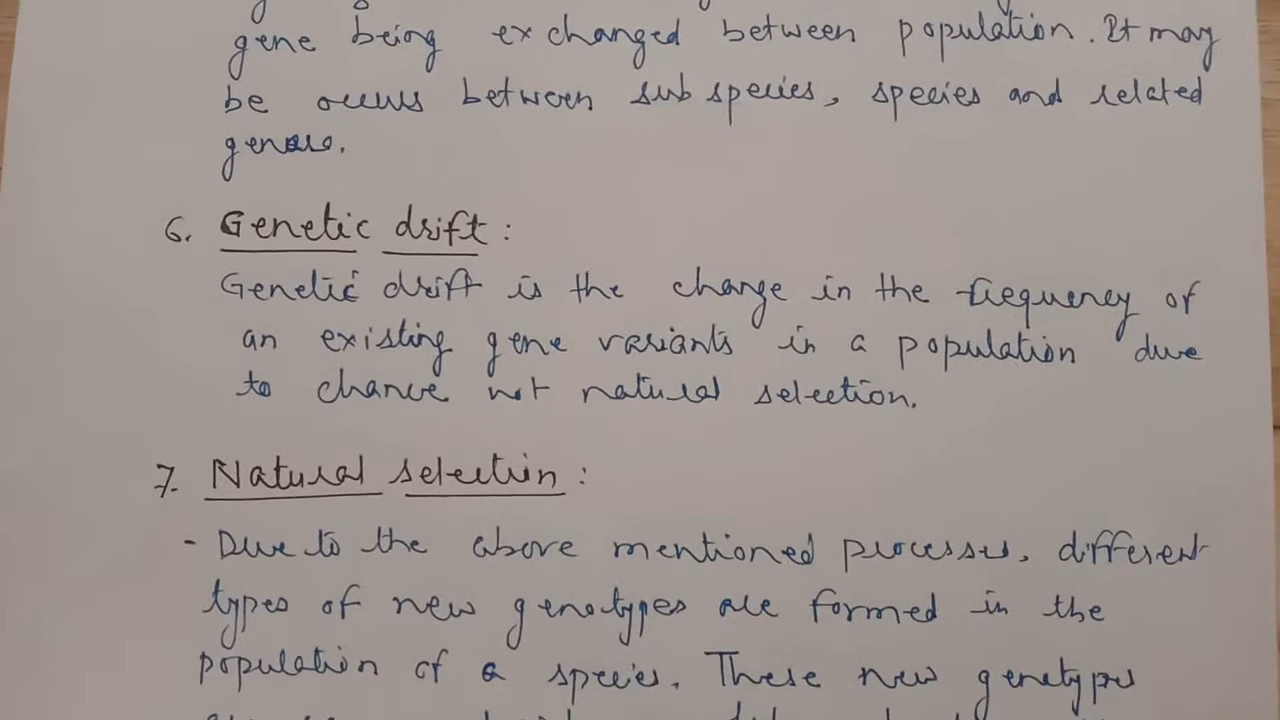 gene being exchanged between population. It may
be occurs between sub species, species and related
6. Genetic drift :
Genetic drift is the change in the frequency of
an existing gene variants in a population due
to chance not natural selection.
7. Natural selection :
- Due to the above mentioned processes, different
types of new genotypes are formed in the
population of a species. These new genotypes